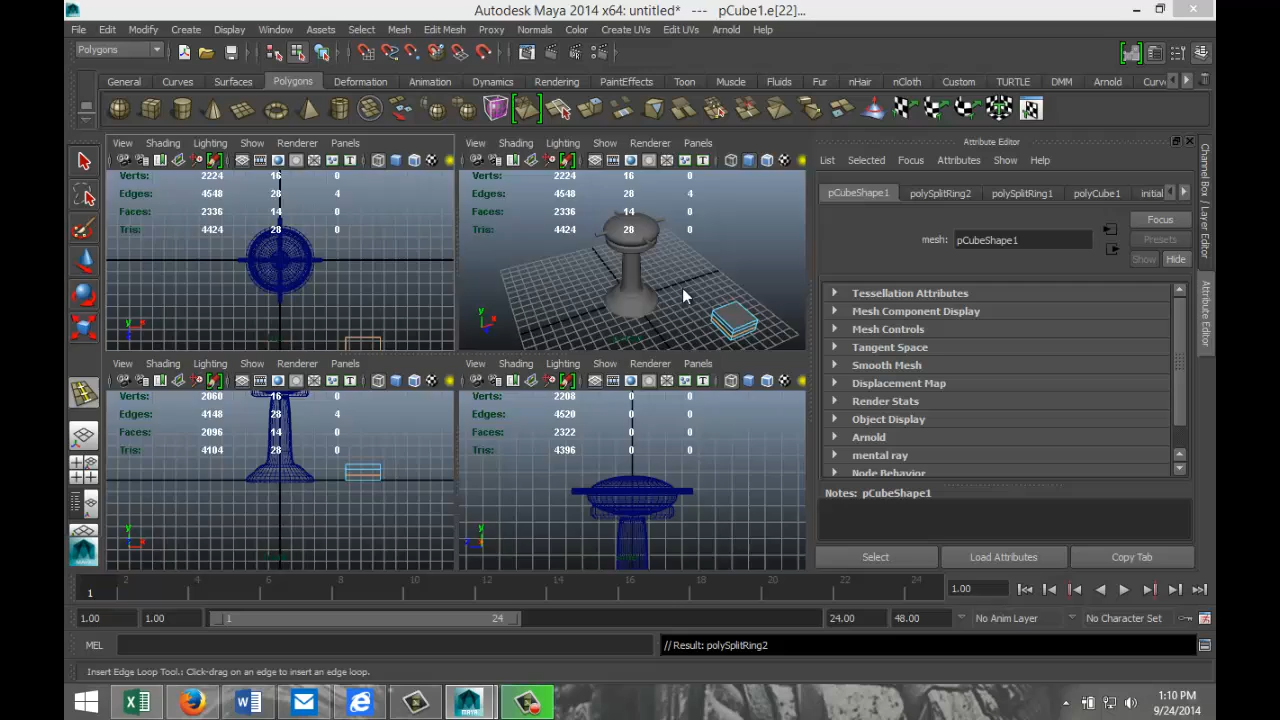 Autodesk Maya 2014 x64: untitled*   ---   pCube1.e[22]...
File Edit Modify Create Display Window Assets Select Mesh Edit Mesh Proxy Normals Color Create UVs Edit UVs Arnold Help
Polygons
General Curves Surfaces Polygons Deformation Animation Dynamics Rendering PaintEffects Toon Muscle Fluids Fur nHair nCloth Custom TURTLE DMM Arnold Curv
View Shading Lighting Show Renderer Panels
Verts: 2224 16 0
Edges: 4548 28 4
Faces: 2336 14 0
Tris: 4424 28 0
View Shading Lighting Show Renderer Panels
Verts: 2224 16 0
Edges: 4548 28 4
Faces: 2336 14 0
Tris: 4424 28 0
View Shading Lighting Show Renderer Panels
Verts: 2060 16 0
Edges: 4148 28 4
Faces: 2096 14 0
Tris: 4104 28 0
View Shading Lighting Show Renderer Panels
Verts: 2208 0 0
Edges: 4520 0 0
Faces: 2322 0 0
Tris: 4396 0 0
Attribute Editor
List Selected Focus Attributes Show Help
pCubeShape1 polySplitRing2 polySplitRing1 polyCube1 initial
Focus
mesh: pCubeShape1
Presets
Show Hide
Tessellation Attributes
Mesh Component Display
Mesh Controls
Tangent Space
Smooth Mesh
Displacement Map
Render Stats
Object Display
Arnold
mental ray
Node Behavior
Notes: pCubeShape1
Select Load Attributes Copy Tab
Channel Box / Layer Editor
Attribute Editor
2 4 6 8 10 12 14 16 18 20 22 24
1
1.00
1.00 1.00 1 24 24.00 48.00 No Anim Layer No Character Set
MEL // Result: polySplitRing2
Insert Edge Loop Tool: Click-drag on an edge to insert an edge loop.
1:10 PM
9/24/2014